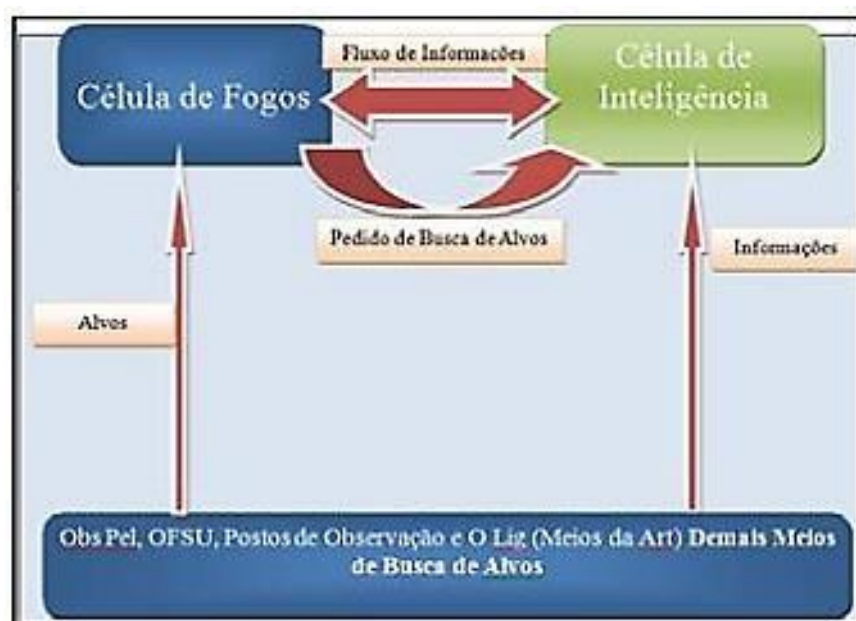 Fluxo de Informações
Célula de Fogos
Célula de
Inteligência
Pedido de Busca de Alvos
Informações
Alvos
Obs Pel, OFSU, Postos de Observação e O Lig (Meios da Art) Demais Meios
de Busca de Alvos